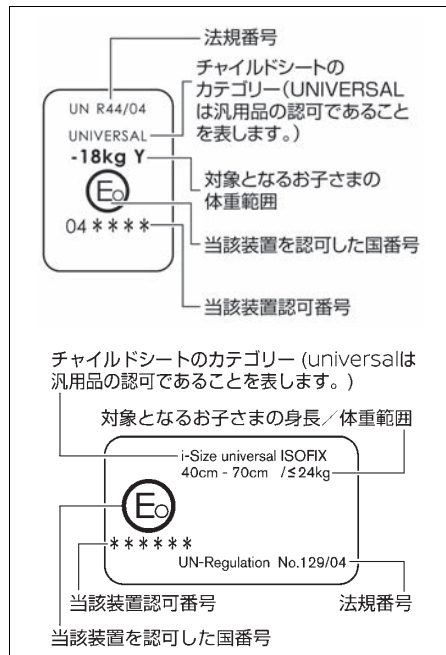 法規番号
チャイルドシートの
カテゴリー(UNIVERSAL
は汎用品の認可であること
を表します。)
UN R44/04
UNIVERSAL
-18kg Y
対象となるお子さまの
体重範囲
E
04 ****
当該装置を認可した国番号
当該装置認可番号
チャイルドシートのカテゴリー (universalは
汎用品の認可であることを表します。)
対象となるお子さまの身長/体重範囲
i-Size universal ISOFIX
40cm - 70cm /≤24kg
E
******
UN-Regulation No.129/04
当該装置認可番号
法規番号
当該装置を認可した国番号